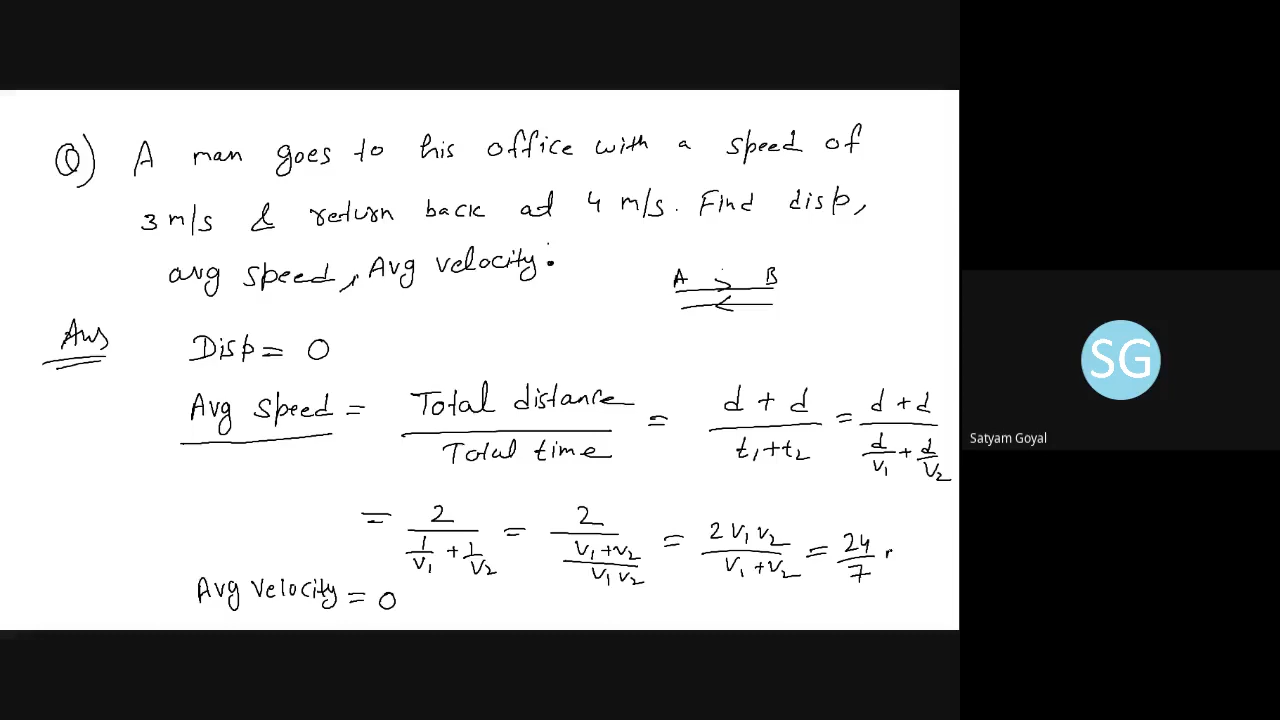 Q) A man goes to his office with a speed of
3 m/s & return back at 4 m/s. Find disp,
avg speed, Avg velocity.
A B
Ans Disp = 0
Avg speed = Total distance / Total time = d + d / t₁+t₂ = d + d / d/V₁ + d/V₂
= 2 / 1/V₁ + 1/V₂ = 2 / V₁+V₂ / V₁V₂ = 2V₁V₂ / V₁+V₂ = 24/7
Avg velocity = 0
SG
Satyam Goyal